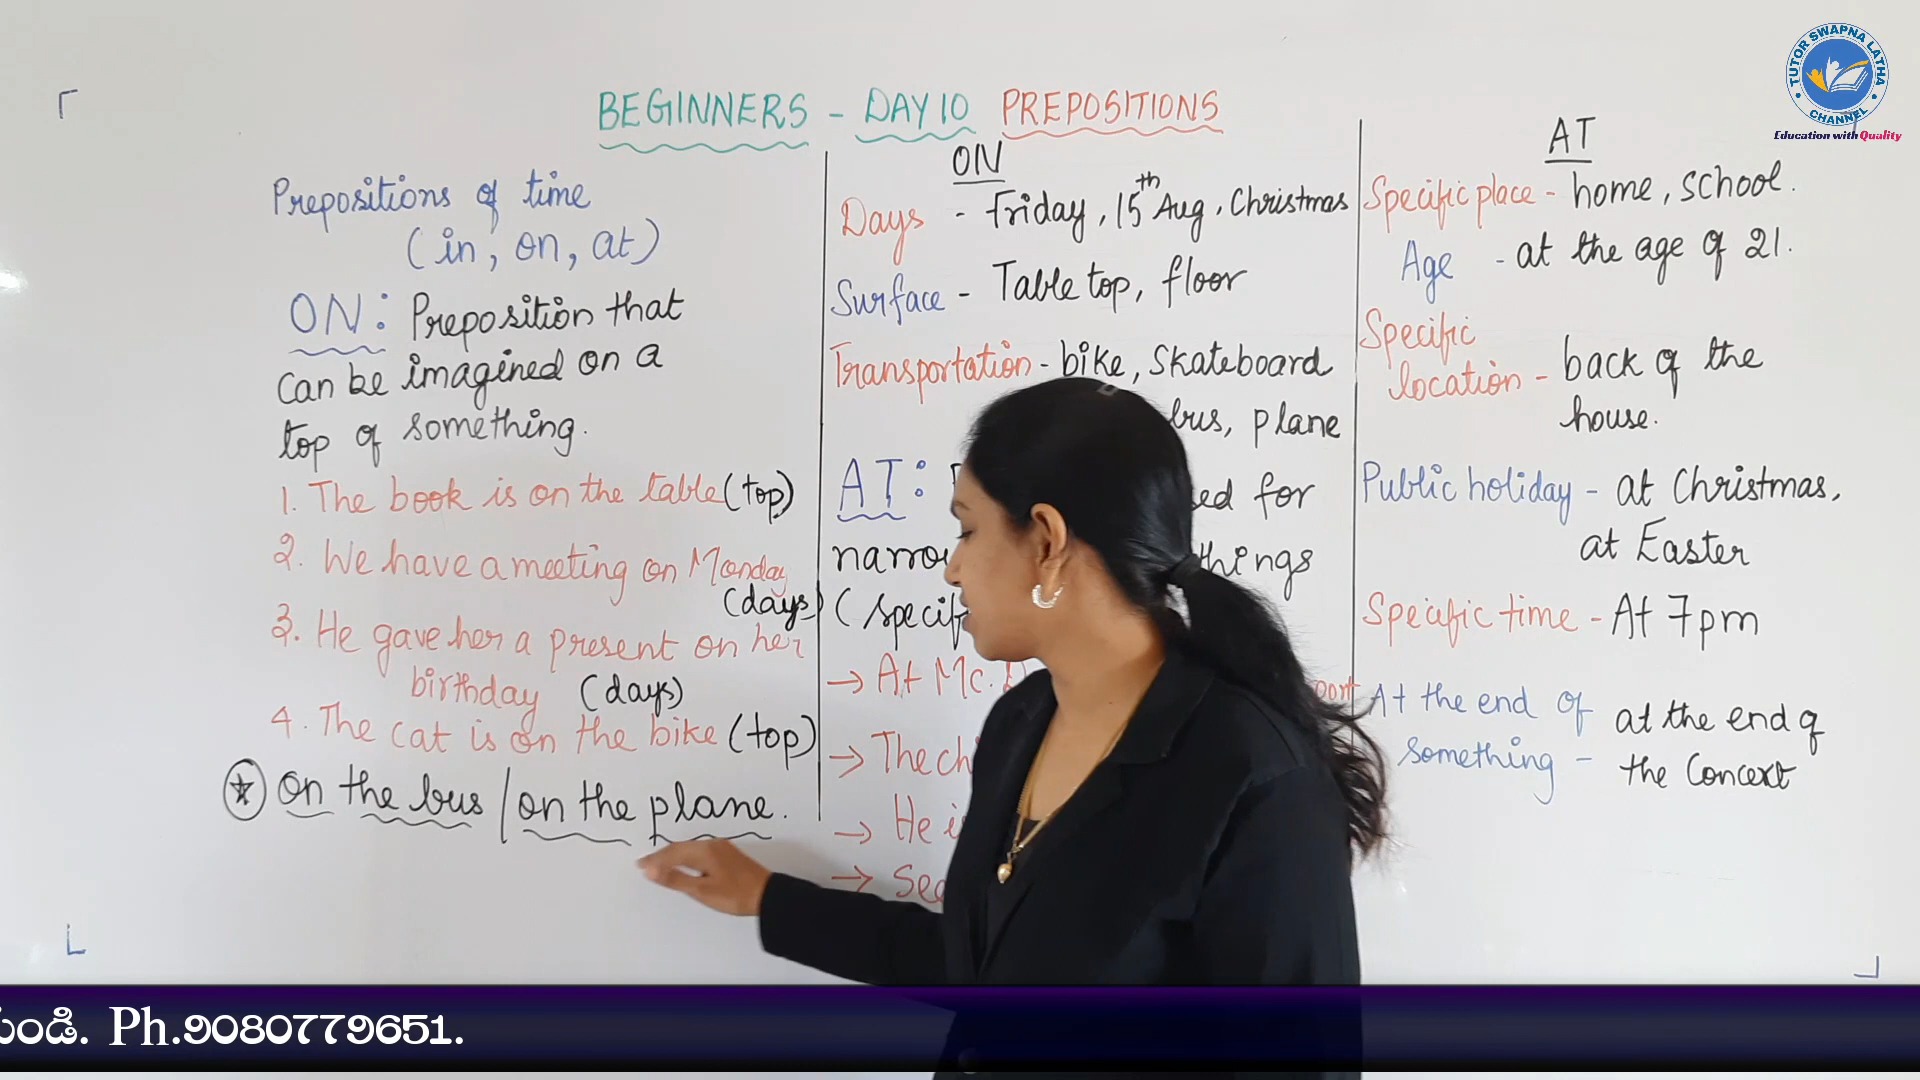 BEGINNERS - DAY 10 PREPOSITIONS
Prepositions of time
(in, on, at)
ON: Preposition that
can be imagined on a
top of something.
1. The book is on the table (top)
2. We have a meeting on Monday
(days)
3. He gave her a present on her
birthday (days)
4. The cat is on the bike (top)
on the bus / on the plane.
ON
Days - Friday, 15th Aug, Christmas
Surface - Table top, floor
Transportation - bike, Skateboard
bus, plane
AT: for
things
(
→ At Mc.
→ The
→ He
→
AT
Specific place - home, school.
Age - at the age of 21.
Specific
location - back of the
house.
Public holiday - at Christmas,
at Easter
Specific time - At 7pm
At the end of
something - at the end of
the Concert
TUTOR SWAPNA LATHA
CHANNEL
Education with Quality
Ph.9080779651.